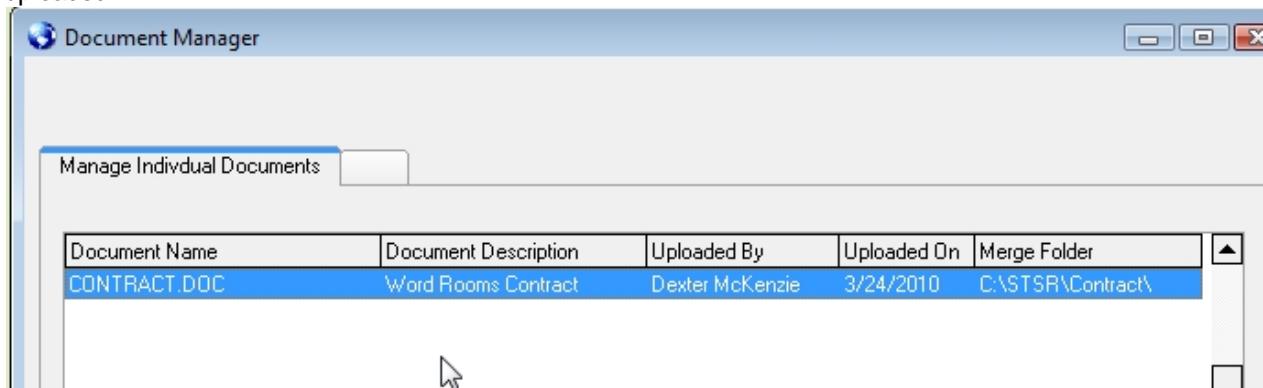 Document Manager
Manage Indivdual Documents
Document Name Document Description Uploaded By Uploaded On Merge Folder
CONTRACT.DOC Word Rooms Contract Dexter McKenzie 3/24/2010 C:\STSR\Contract\